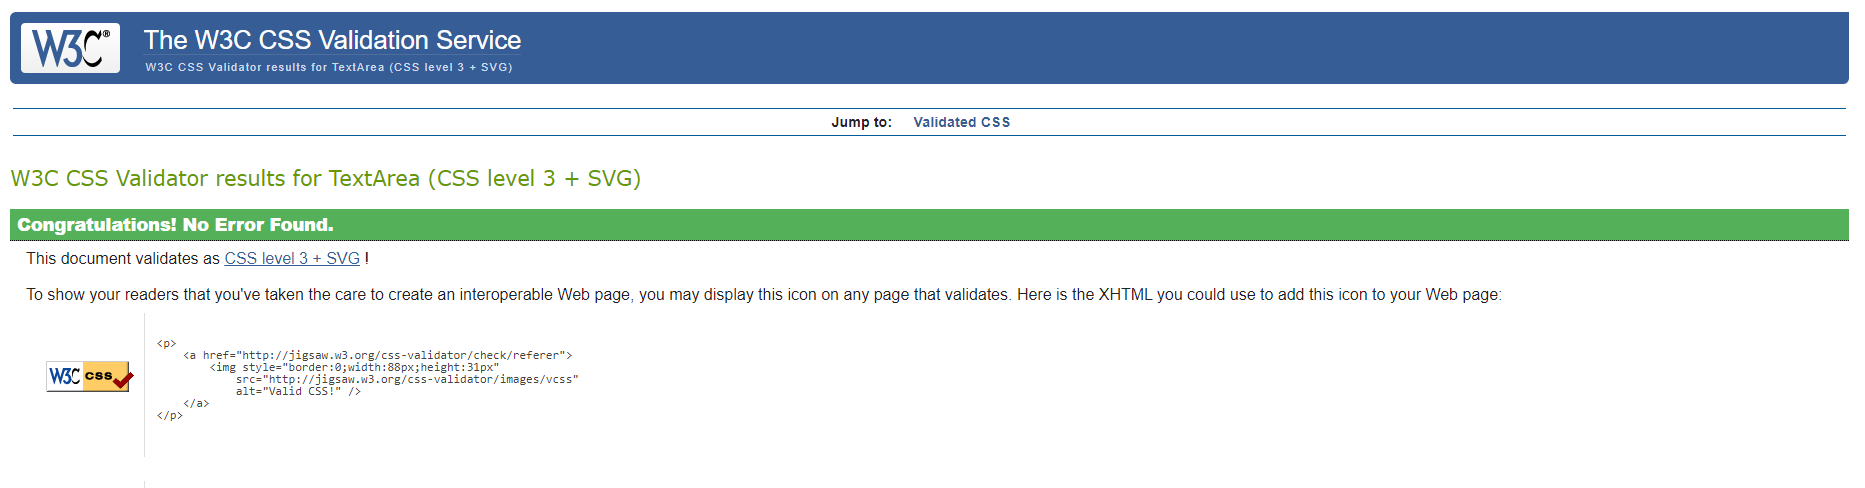 W3C®
The W3C CSS Validation Service
W3C CSS Validator results for TextArea (CSS level 3 + SVG)
Jump to: Validated CSS
W3C CSS Validator results for TextArea (CSS level 3 + SVG)
Congratulations! No Error Found.
This document validates as CSS level 3 + SVG !
To show your readers that you've taken the care to create an interoperable Web page, you may display this icon on any page that validates. Here is the XHTML you could use to add this icon to your Web page:
W3C css
<p>
    <a href="http://jigsaw.w3.org/css-validator/check/referer">
        <img style="border:0;width:88px;height:31px"
            src="http://jigsaw.w3.org/css-validator/images/vcss"
            alt="Valid CSS!" />
    </a>
</p>